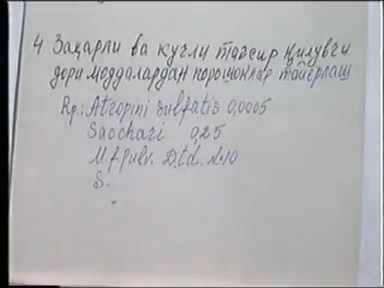 4 Заҳарли ва кучли таъсир қилувчи
дори моддалардан порошоклар тайёрлаш
Rp.: Atropini sulfatis 0,0005
Sacchari 0,25
M.f. pulv. D.t.d. №10
S.